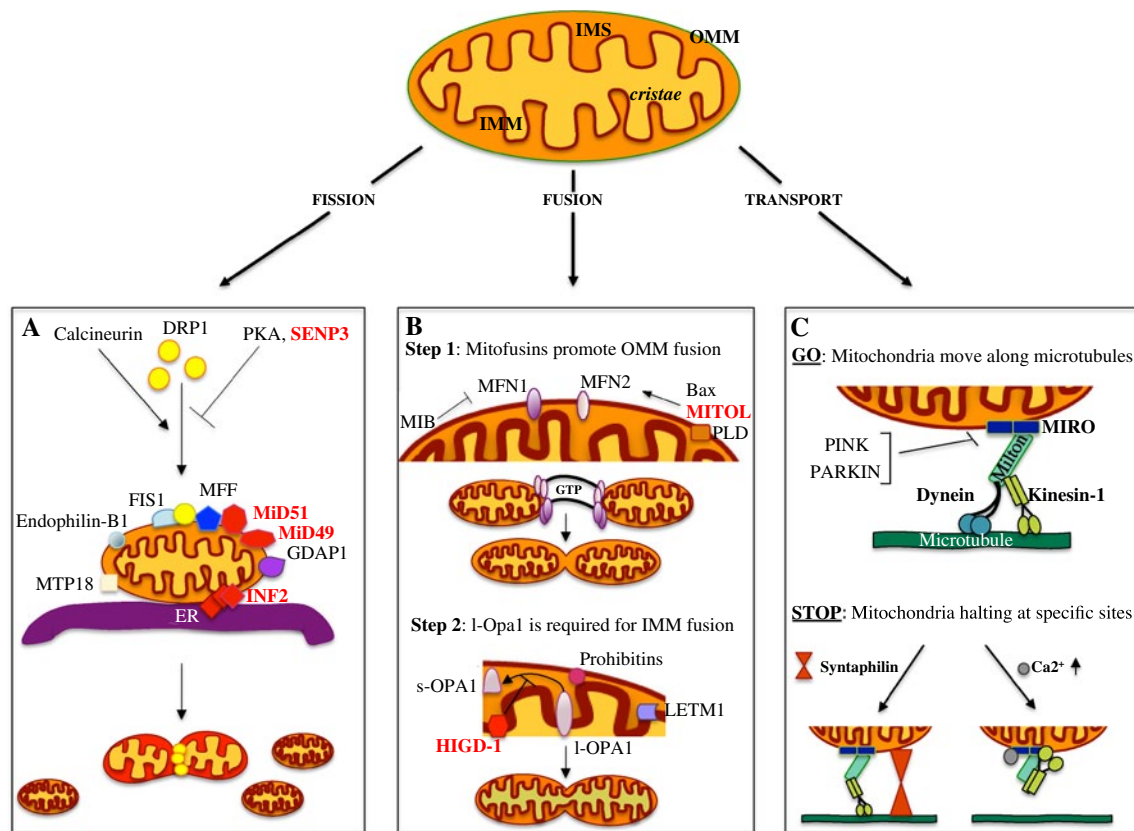 IMS
OMM
cristae
IMM
FISSION
FUSION
TRANSPORT
A
Calcineurin
DRP1
PKA, SENP3
FIS1
MFF
MiD51
Endophilin-B1
MiD49
GDAP1
MTP18
INF2
ER
B
Step 1: Mitofusins promote OMM fusion
MFN1
MFN2
Bax
MITOL
MIB
PLD
GTP
Step 2: l-Opa1 is required for IMM fusion
Prohibitins
s-OPA1
LETM1
HIGD-1
l-OPA1
C
GO: Mitochondria move along microtubules
MIRO
PINK
PARKIN
Milton
Dynein
Kinesin-1
Microtubule
STOP: Mitochondria halting at specific sites
Syntaphilin
Ca²⁺